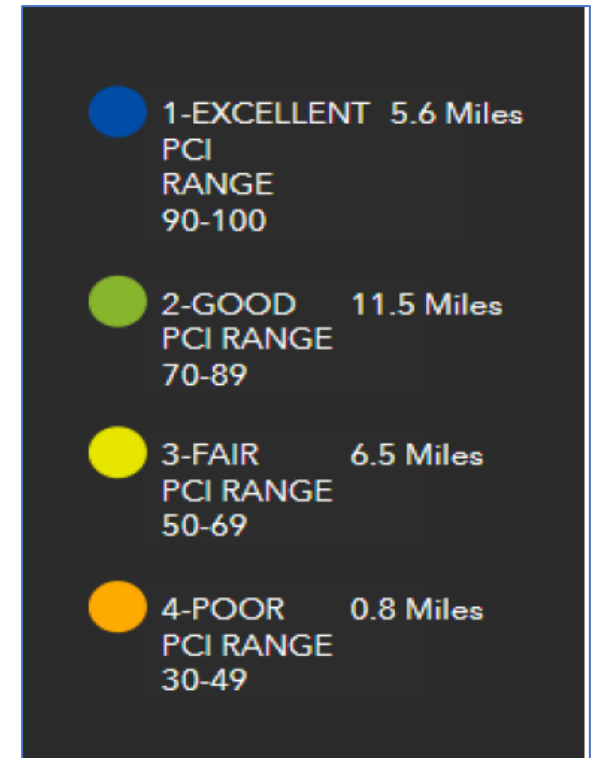 1-EXCELLENT 5.6 Miles
PCI
RANGE
90-100
2-GOOD 11.5 Miles
PCI RANGE
70-89
3-FAIR 6.5 Miles
PCI RANGE
50-69
4-POOR 0.8 Miles
PCI RANGE
30-49